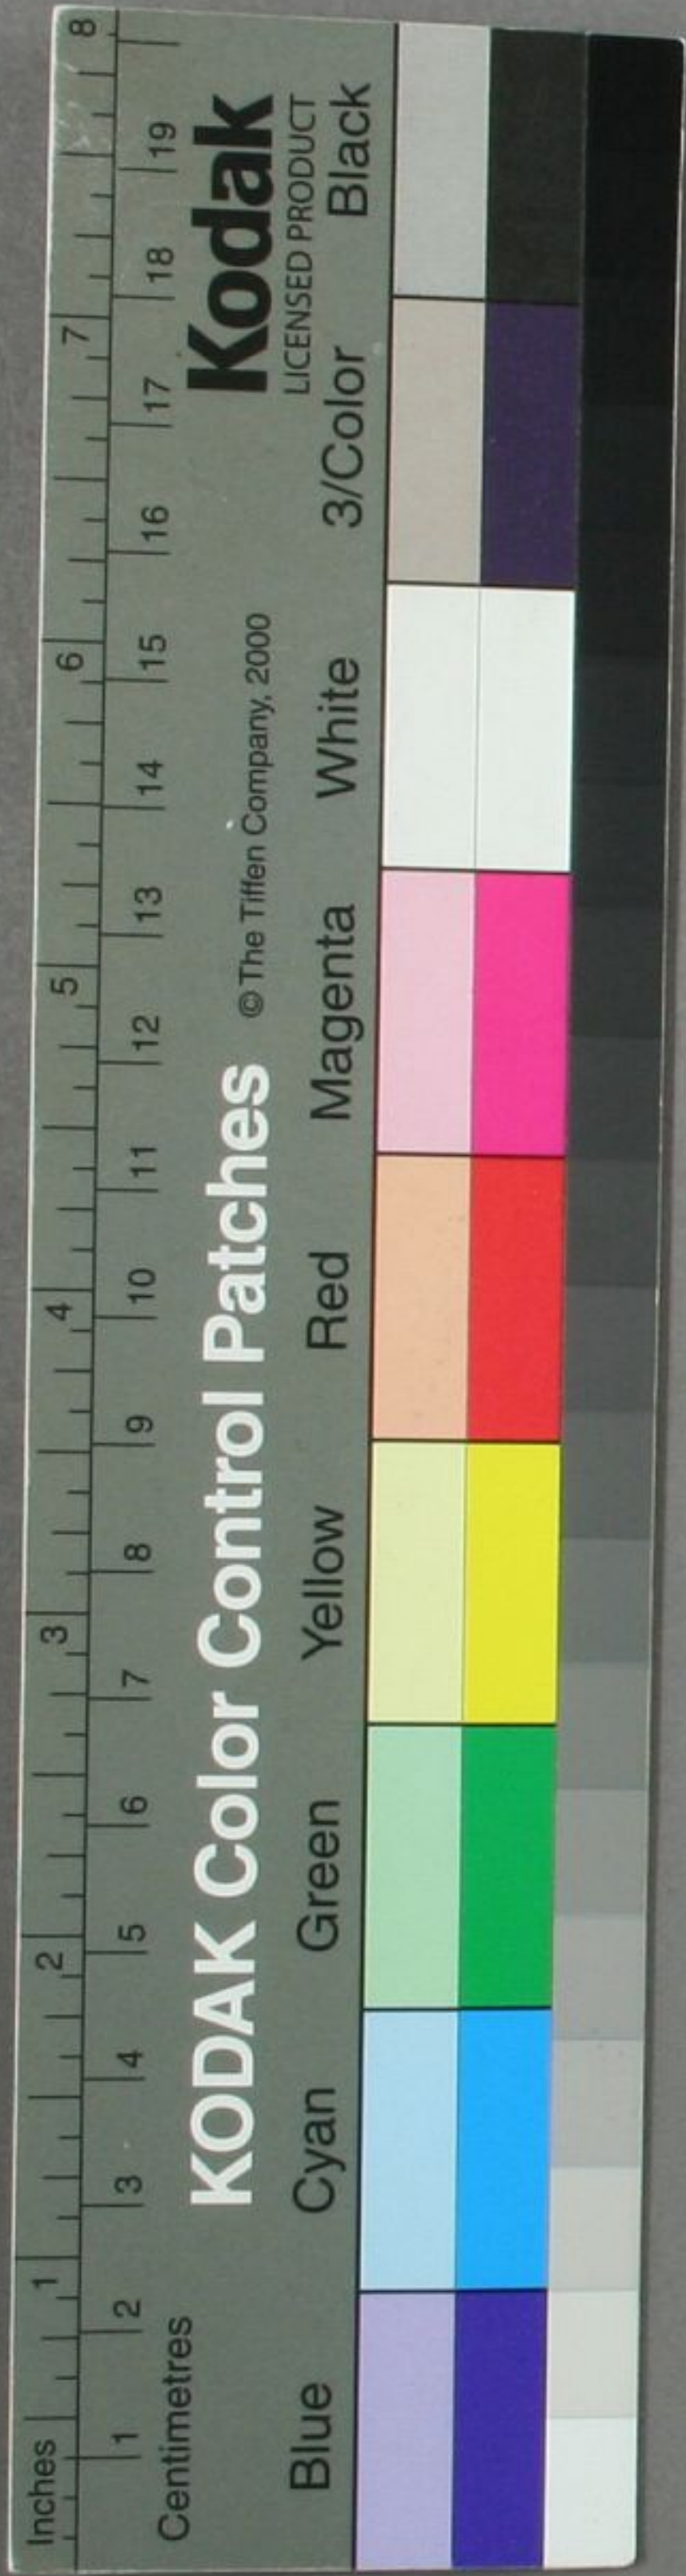 Inches 1 2 3 4 5 6 7 8
Centimetres 1 2 3 4 5 6 7 8 9 10 11 12 13 14 15 16 17 18 19
KODAK Color Control Patches © The Tiffen Company, 2000 Kodak
LICENSED PRODUCT
Blue Cyan Green Yellow Red Magenta White 3/Color Black